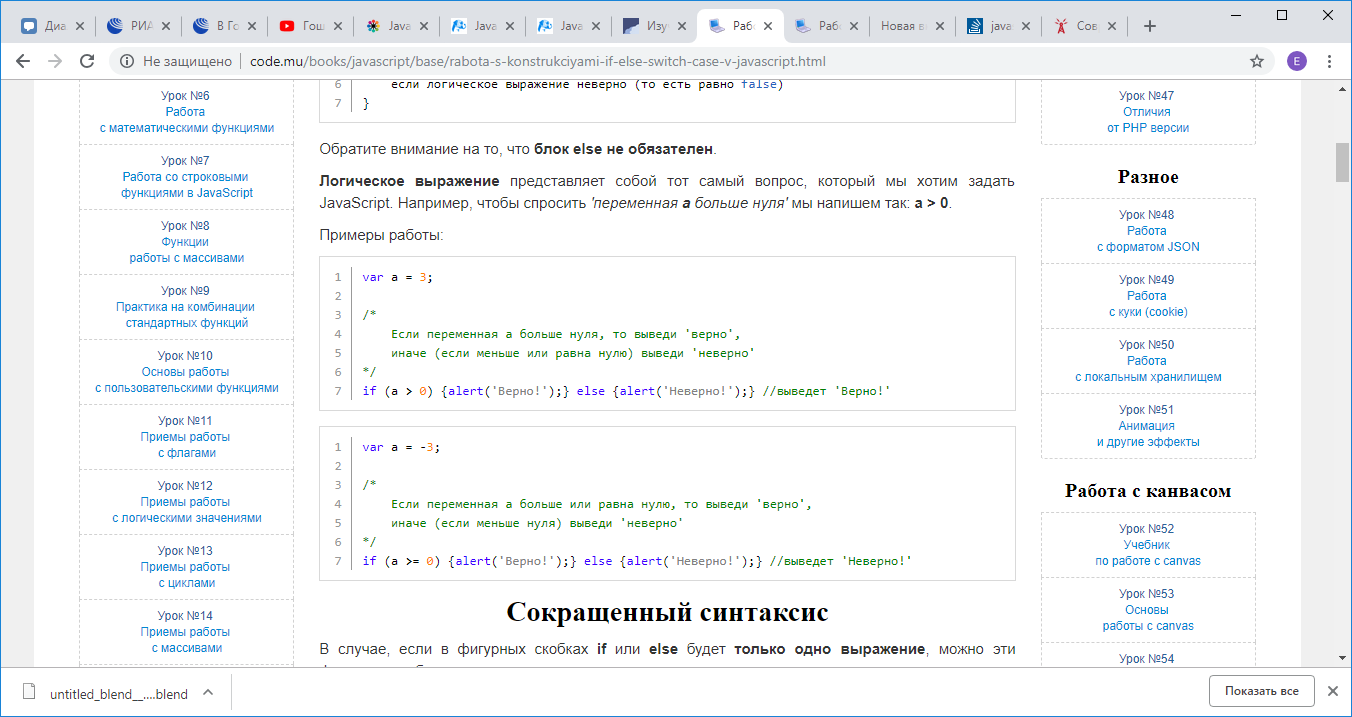 Диа
РИА
В Го
Гош
Java
Java
Java
Изу
Рабо
Рабо
Новая в
java
Сов
Не защищено
code.mu/books/javascript/base/rabota-s-konstrukciyami-if-else-switch-case-v-javascript.html
E
Урок №6
Работа
с математическими функциями
Урок №7
Работа со строковыми
функциями в JavaScript
Урок №8
Функции
работы с массивами
Урок №9
Практика на комбинации
стандартных функций
Урок №10
Основы работы
с пользовательскими функциями
Урок №11
Приемы работы
с флагами
Урок №12
Приемы работы
с логическими значениями
Урок №13
Приемы работы
с циклами
Урок №14
Приемы работы
с массивами
6 если логическое выражение неверно (то есть равно false)
7 }
Обратите внимание на то, что блок else не обязателен.
Логическое выражение представляет собой тот самый вопрос, который мы хотим задать
JavaScript. Например, чтобы спросить 'переменная a больше нуля' мы напишем так: a > 0.
Примеры работы:
1 var a = 3;
2
3 /*
4 Если переменная a больше нуля, то выведи 'верно',
5 иначе (если меньше или равна нулю) выведи 'неверно'
6 */
7 if (a > 0) {alert('Верно!');} else {alert('Неверно!');} //выведет 'Верно!'
1 var a = -3;
2
3 /*
4 Если переменная a больше или равна нулю, то выведи 'верно',
5 иначе (если меньше нуля) выведи 'неверно'
6 */
7 if (a >= 0) {alert('Верно!');} else {alert('Неверно!');} //выведет 'Неверно!'
Сокращенный синтаксис
В случае, если в фигурных скобках if или else будет только одно выражение, можно эти
Урок №47
Отличия
от PHP версии
Разное
Урок №48
Работа
с форматом JSON
Урок №49
Работа
с куки (cookie)
Урок №50
Работа
с локальным хранилищем
Урок №51
Анимация
и другие эффекты
Работа с канвасом
Урок №52
Учебник
по работе с canvas
Урок №53
Основы
работы с canvas
Урок №54
untitled_blend__....blend
Показать все